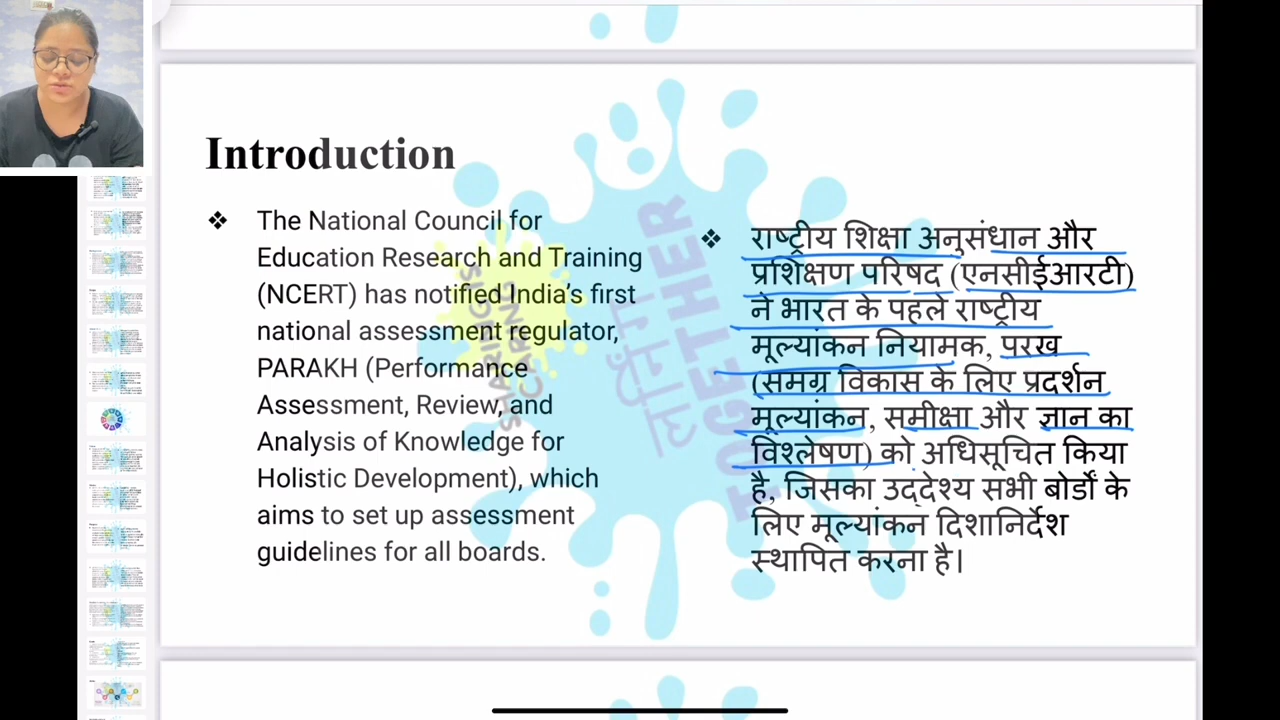 Introduction
❖ The National Council for
Education Research and Training
(NCERT) has notified India's first
national assessment regulator,
PARAKH (Performance
Assessment, Review, and
Analysis of Knowledge for
Holistic Development), which
aims to set up assessment
guidelines for all boards.
❖ राष्ट्रीय शिक्षा अनुसंधान और
प्रशिक्षण परिषद (एनसीईआरटी)
ने भारत के पहले राष्ट्रीय
मूल्यांकन नियामक, परख
(समग्र विकास के लिए प्रदर्शन
मूल्यांकन, समीक्षा और ज्ञान का
विश्लेषण) को अधिसूचित किया
है, जिसका उद्देश्य सभी बोर्डों के
लिए मूल्यांकन दिशानिर्देश
स्थापित करना है।